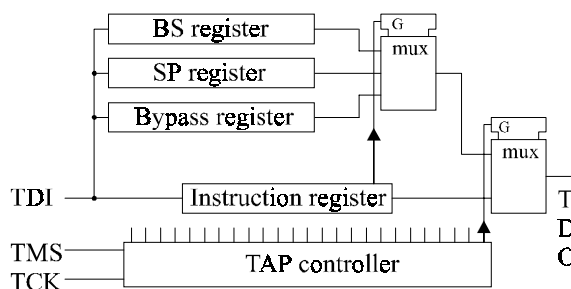 BS register
G
mux
SP register
Bypass register
G
mux
TDI
Instruction register
T
D
O
TMS
TCK
TAP controller